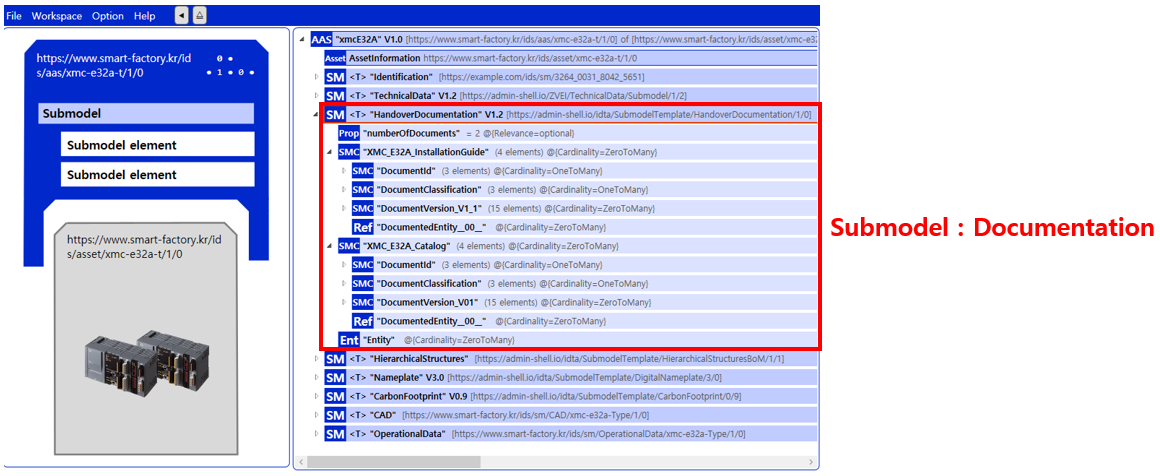 File Workspace Option Help
https://www.smart-factory.kr/id
s/aas/xmc-e32a-t/1/0
0
1 0
Submodel
Submodel element
Submodel element
https://www.smart-factory.kr/id
s/asset/xmc-e32a-t/1/0
AAS "xmcE32A" V1.0 [https://www.smart-factory.kr/ids/aas/xmc-e32a-t/1/0] of [https://www.smart-factory.kr/ids/asset/xmc-e32
Asset AssetInformation https://www.smart-factory.kr/ids/asset/xmc-e32a-t/1/0
SM <T> "Identification" [https://example.com/ids/sm/3264_0031_8042_5651]
SM <T> "TechnicalData" V1.2 [https://admin-shell.io/ZVEI/TechnicalData/Submodel/1/2]
SM <T> "HandoverDocumentation" V1.2 [https://admin-shell.io/idta/SubmodelTemplate/HandoverDocumentation/1/0]
Prop "numberOfDocuments" = 2 @{Relevance=optional}
SMC "XMC_E32A_InstallationGuide" (4 elements) @{Cardinality=ZeroToMany}
SMC "DocumentId" (3 elements) @{Cardinality=OneToMany}
SMC "DocumentClassification" (3 elements) @{Cardinality=OneToMany}
SMC "DocumentVersion_V1_1" (15 elements) @{Cardinality=ZeroToMany}
Ref "DocumentedEntity__00__" @{Cardinality=ZeroToMany}
SMC "XMC_E32A_Catalog" (4 elements) @{Cardinality=ZeroToMany}
SMC "DocumentId" (3 elements) @{Cardinality=OneToMany}
SMC "DocumentClassification" (3 elements) @{Cardinality=OneToMany}
SMC "DocumentVersion_V01" (15 elements) @{Cardinality=ZeroToMany}
Ref "DocumentedEntity__00__" @{Cardinality=ZeroToMany}
Ent "Entity" @{Cardinality=ZeroToMany}
SM <T> "HierarchicalStructures" [https://admin-shell.io/idta/SubmodelTemplate/HierarchicalStructuresBoM/1/1]
SM <T> "Nameplate" V3.0 [https://admin-shell.io/idta/SubmodelTemplate/DigitalNameplate/3/0]
SM <T> "CarbonFootprint" V0.9 [https://admin-shell.io/idta/SubmodelTemplate/CarbonFootprint/0/9]
SM <T> "CAD" [https://www.smart-factory.kr/ids/sm/CAD/xmc-e32a-Type/1/0]
SM <T> "OperationalData" [https://www.smart-factory.kr/ids/sm/OperationalData/xmc-e32a-Type/1/0]
Submodel : Documentation